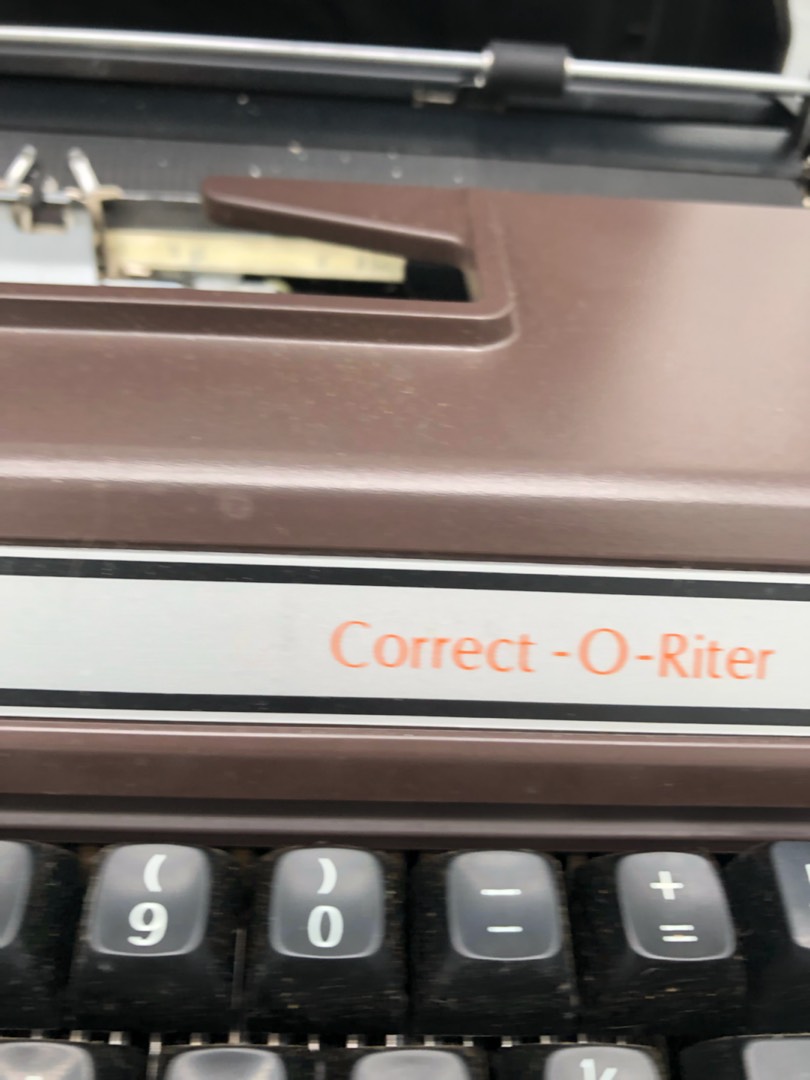 Correct -O-Riter
( ) _ +
9 0 - =